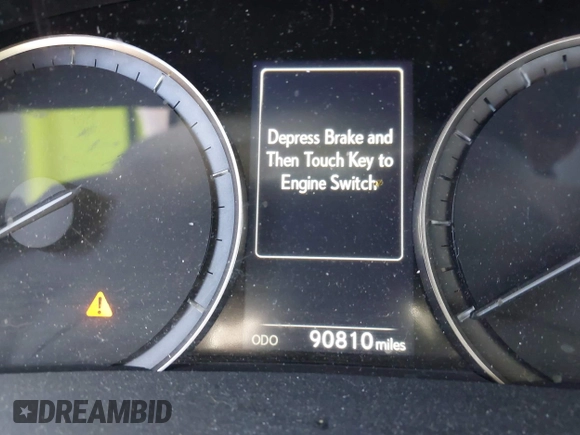 Depress Brake and
Then Touch Key to
Engine Switch
ODO 90810 miles
DREAMBID